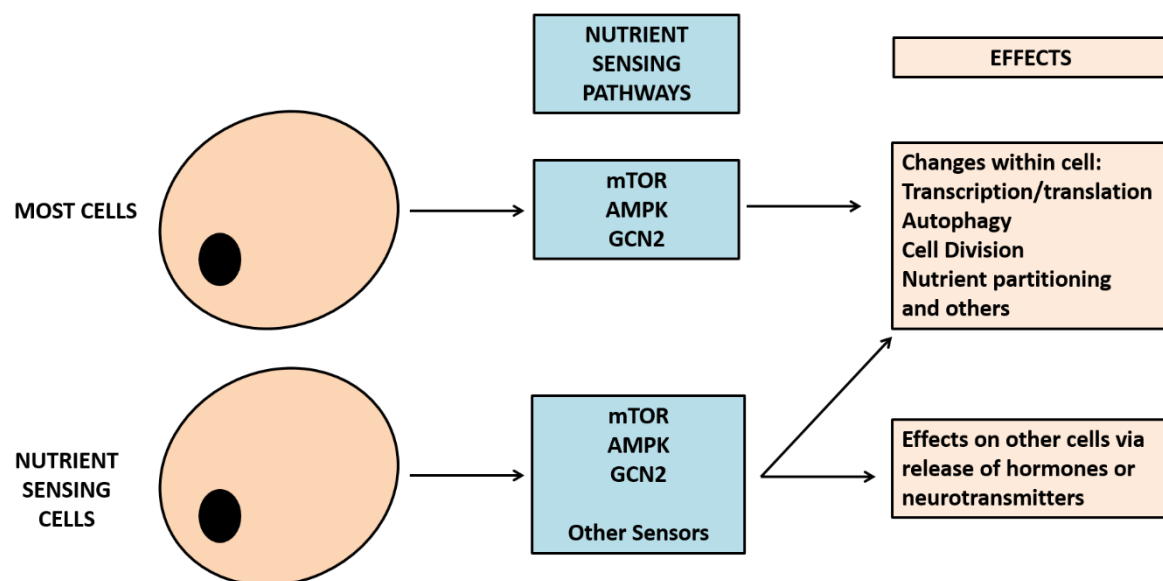 NUTRIENT
SENSING
PATHWAYS
EFFECTS
MOST CELLS
mTOR
AMPK
GCN2
Changes within cell:
Transcription/translation
Autophagy
Cell Division
Nutrient partitioning
and others
NUTRIENT
SENSING
CELLS
mTOR
AMPK
GCN2
Other Sensors
Effects on other cells via
release of hormones or
neurotransmitters